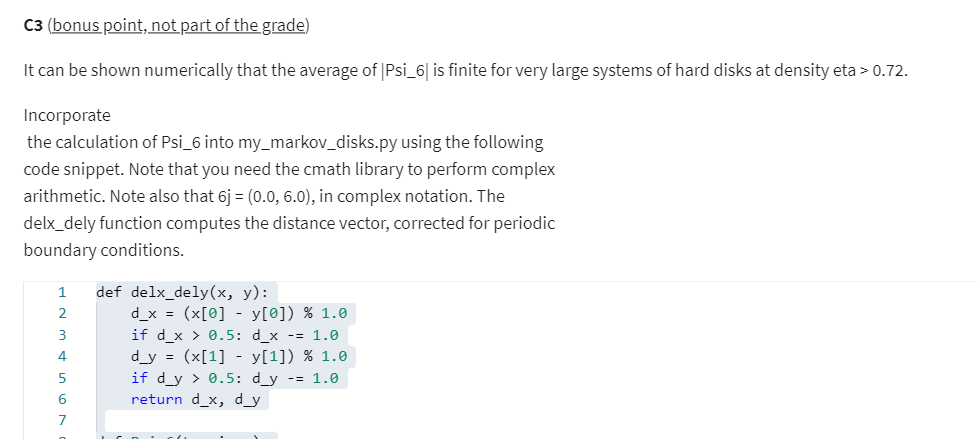 C3 (bonus point, not part of the grade)
It can be shown numerically that the average of |Psi_6| is finite for very large systems of hard disks at density eta > 0.72.
Incorporate
the calculation of Psi_6 into my_markov_disks.py using the following
code snippet. Note that you need the cmath library to perform complex
arithmetic. Note also that 6j = (0.0, 6.0), in complex notation. The
delx_dely function computes the distance vector, corrected for periodic
boundary conditions.
1 def delx_dely(x, y):
2     d_x = (x[0] - y[0]) % 1.0
3     if d_x > 0.5: d_x -= 1.0
4     d_y = (x[1] - y[1]) % 1.0
5     if d_y > 0.5: d_y -= 1.0
6     return d_x, d_y
7